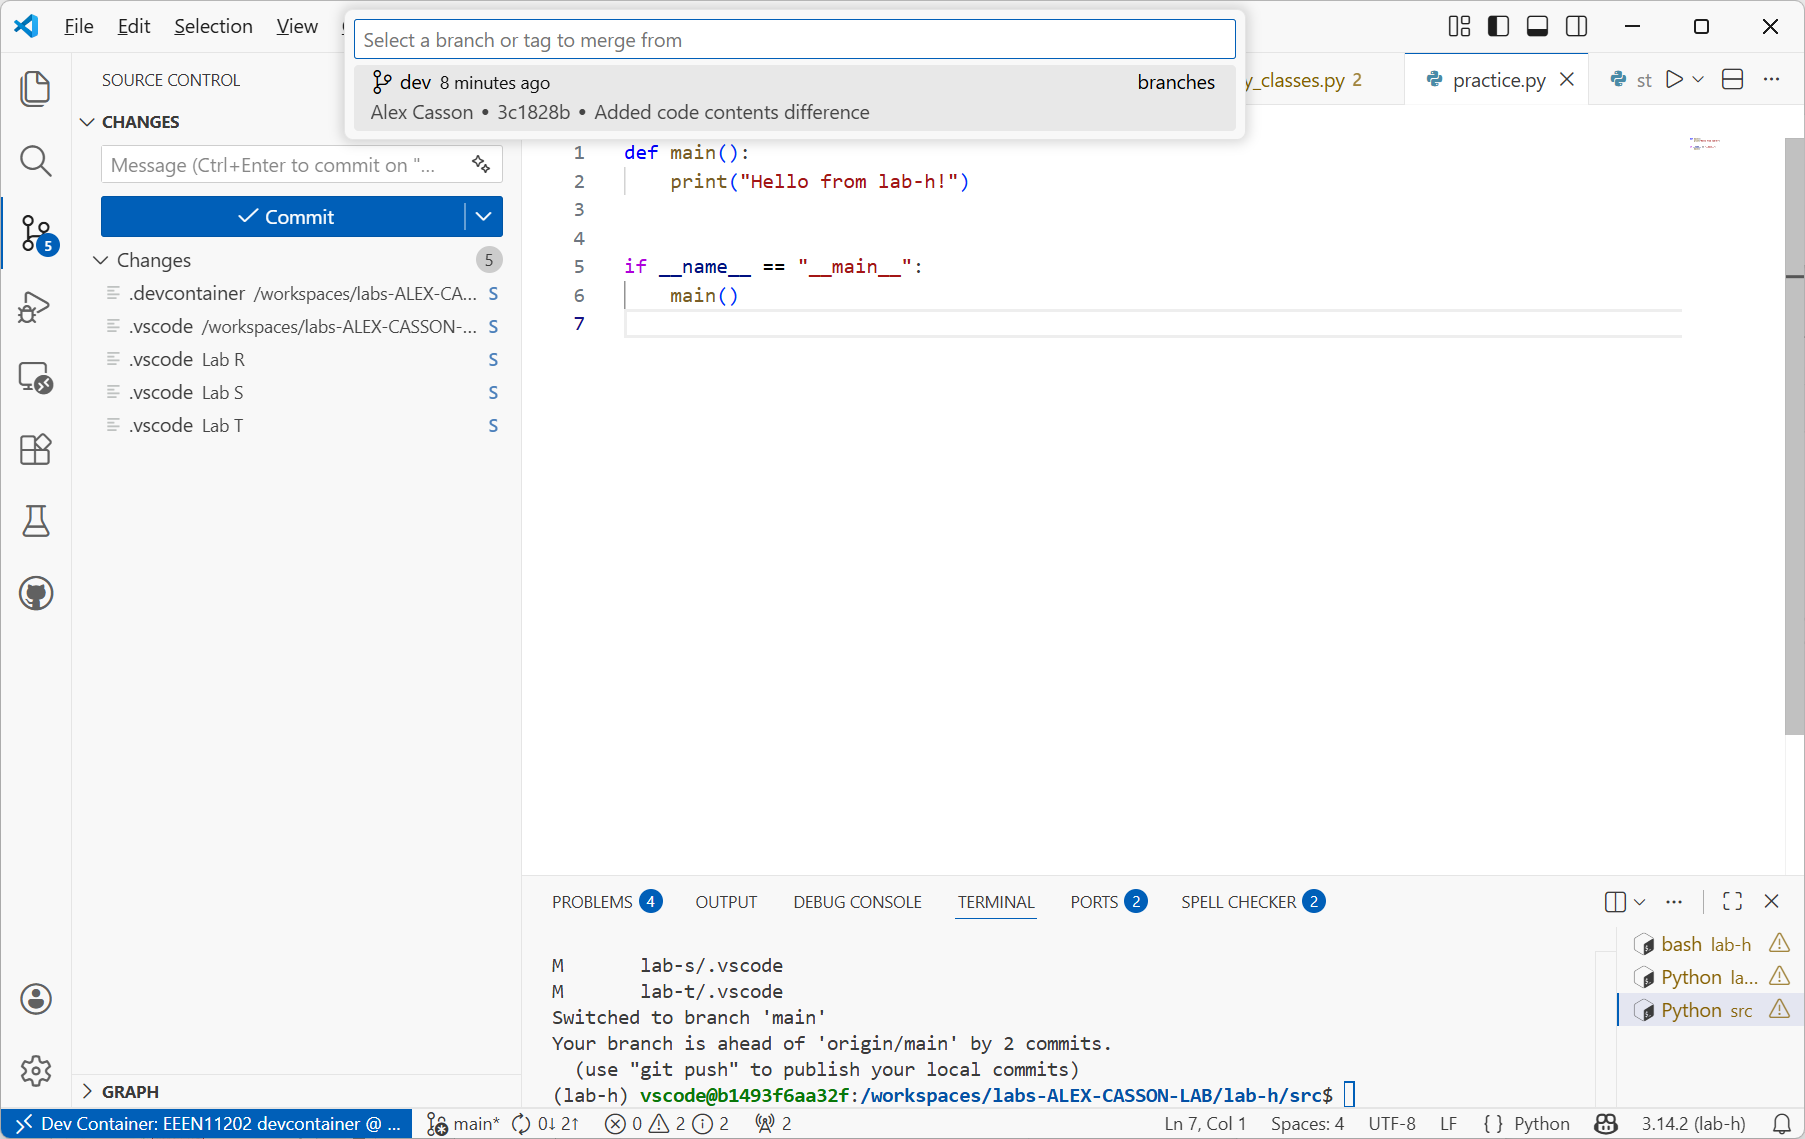 File Edit Selection View
Select a branch or tag to merge from
dev 8 minutes ago branches
Alex Casson • 3c1828b • Added code contents difference
y_classes.py 2
practice.py
st
SOURCE CONTROL
CHANGES
Message (Ctrl+Enter to commit on "...
Commit
Changes 5
.devcontainer /workspaces/labs-ALEX-CA... S
.vscode /workspaces/labs-ALEX-CASSON-... S
.vscode Lab R S
.vscode Lab S S
.vscode Lab T S
5
GRAPH
1 def main():
2     print("Hello from lab-h!")
3
4
5 if __name__ == "__main__":
6     main()
7
PROBLEMS 4 OUTPUT DEBUG CONSOLE TERMINAL PORTS 2 SPELL CHECKER 2
M       lab-s/.vscode
M       lab-t/.vscode
Switched to branch 'main'
Your branch is ahead of 'origin/main' by 2 commits.
  (use "git push" to publish your local commits)
(lab-h) vscode@b1493f6aa32f:/workspaces/labs-ALEX-CASSON-LAB/lab-h/src$
bash lab-h
Python la...
Python src
Dev Container: EEEN11202 devcontainer @ ... main* 0↓ 2↑ 0 2 2 2 Ln 7, Col 1 Spaces: 4 UTF-8 LF { } Python 3.14.2 (lab-h)